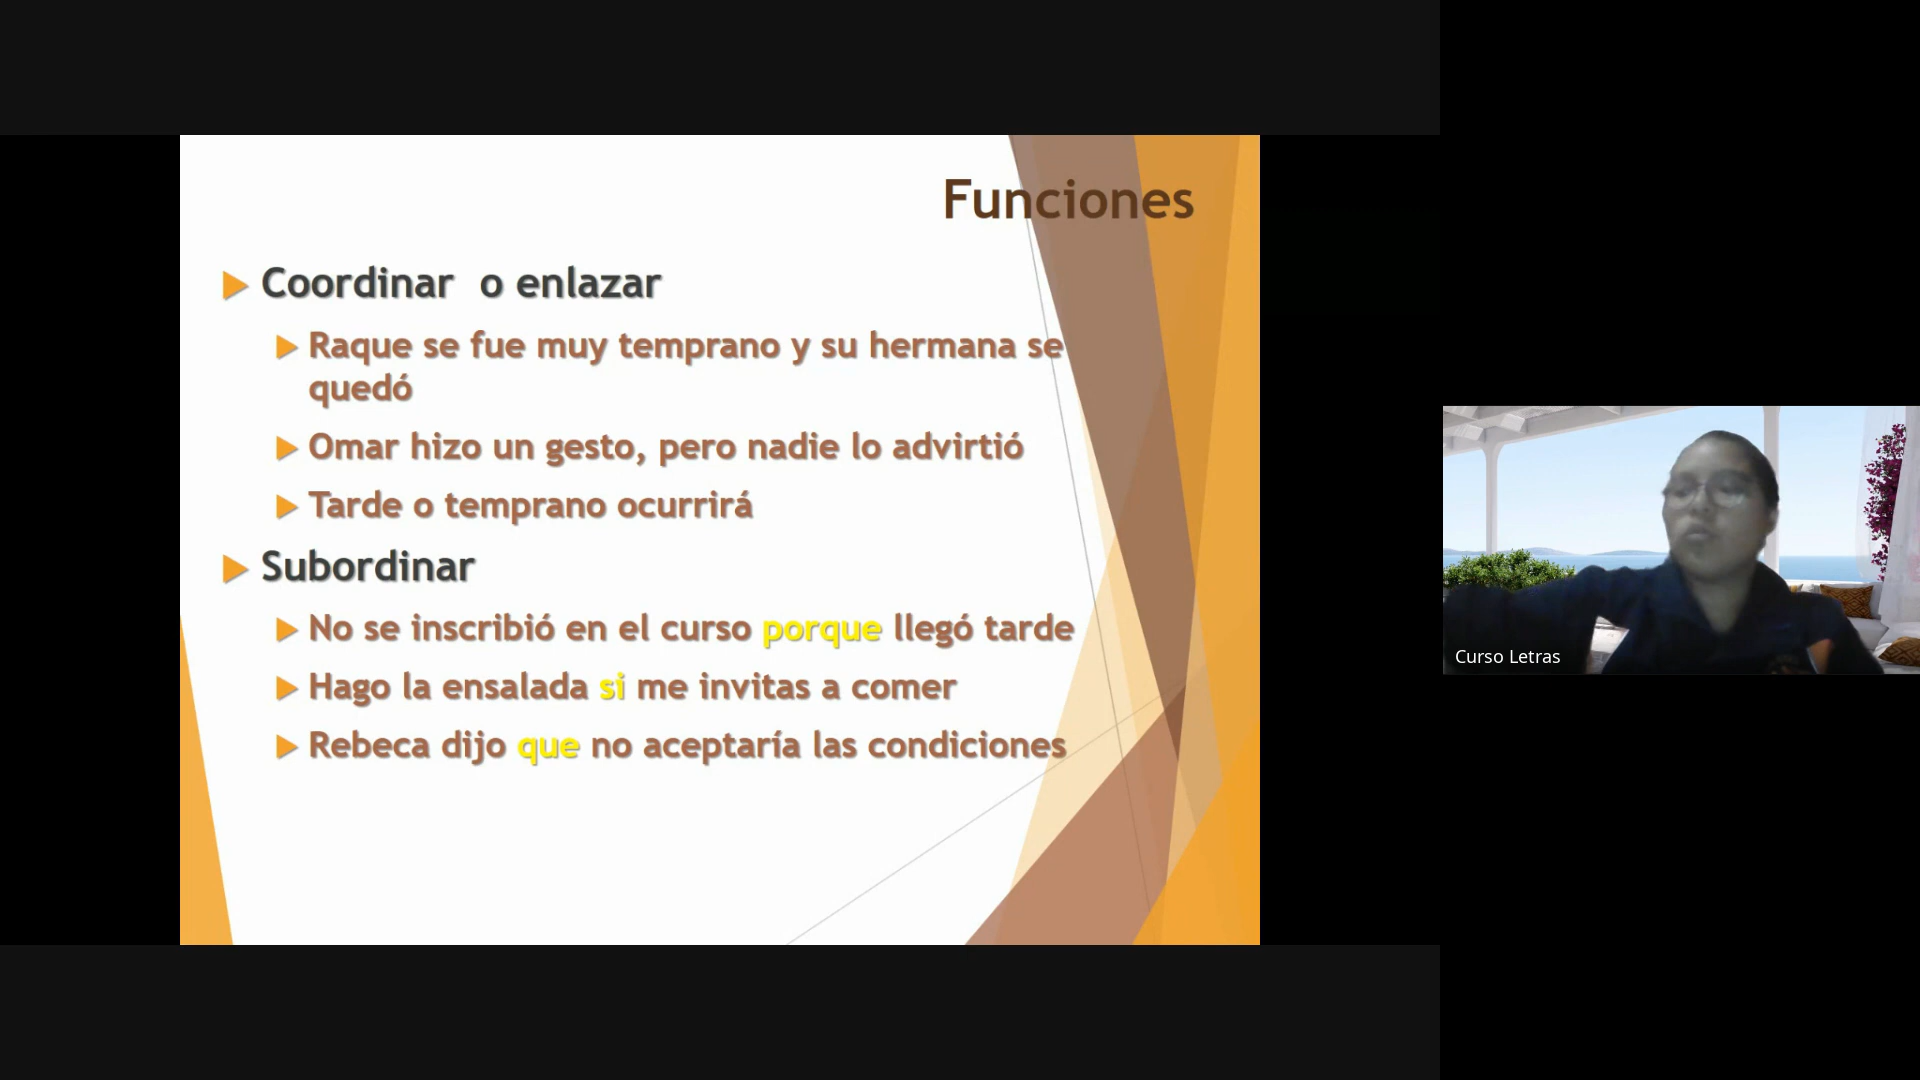 Funciones
Coordinar o enlazar
Raque se fue muy temprano y su hermana se
quedó
Omar hizo un gesto, pero nadie lo advirtió
Tarde o temprano ocurrirá
Subordinar
No se inscribió en el curso porque llegó tarde
Hago la ensalada si me invitas a comer
Rebeca dijo que no aceptaría las condiciones
Curso Letras